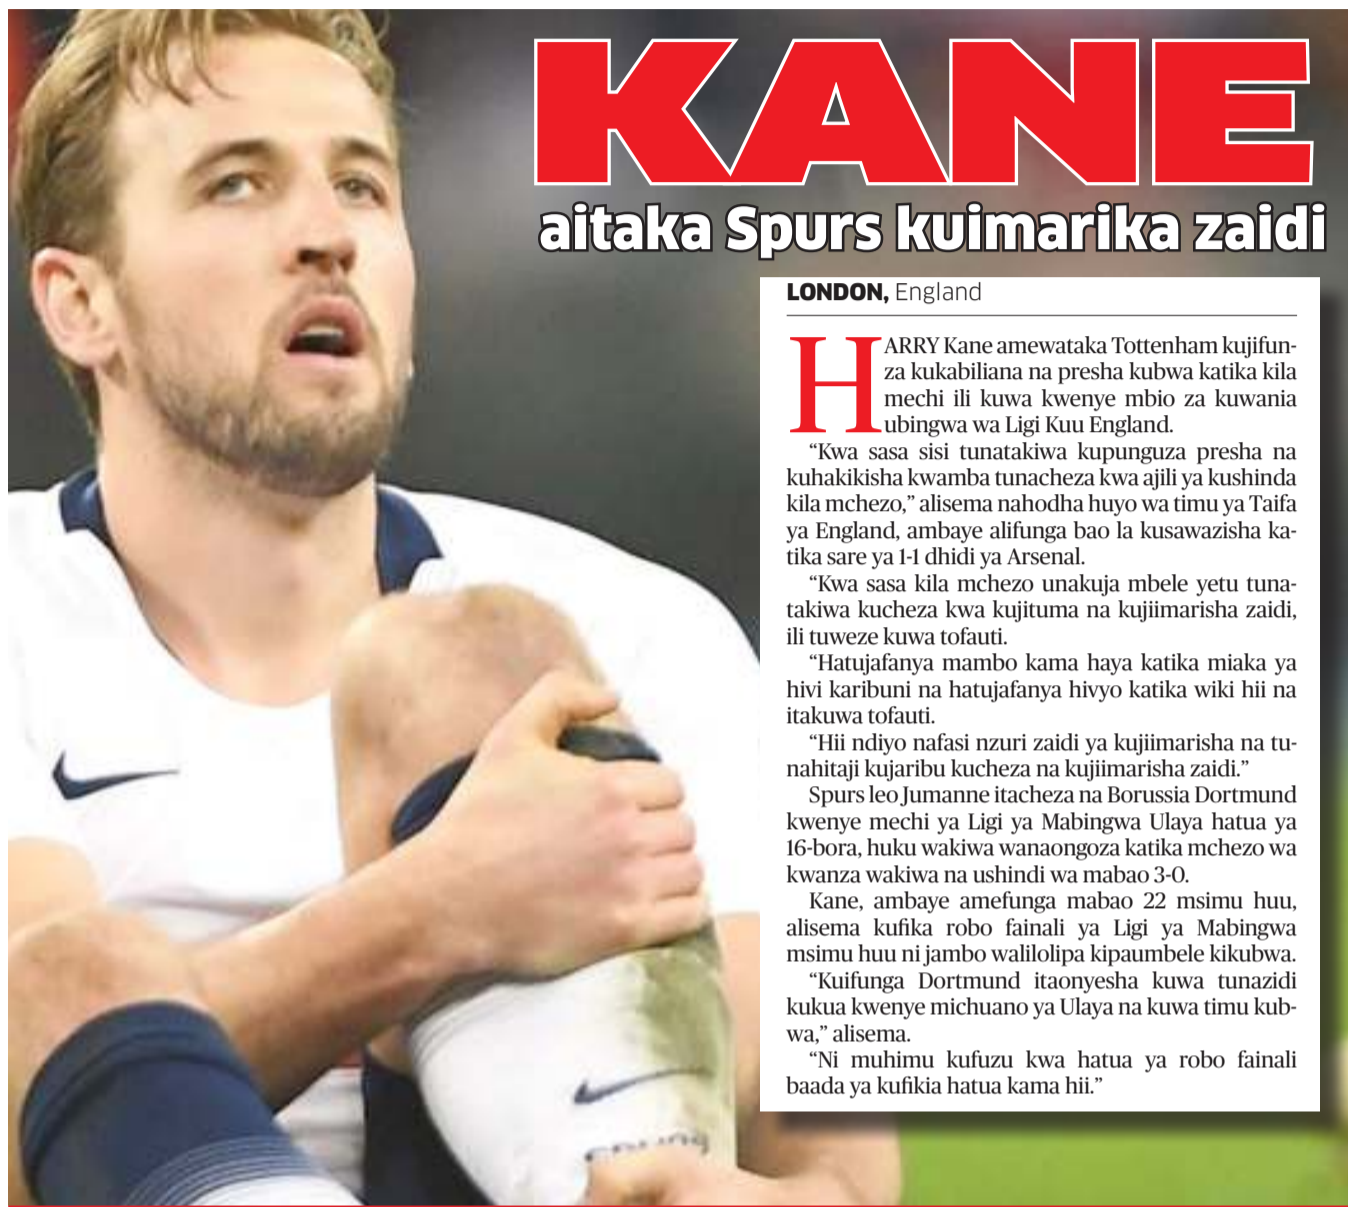 KANE
aitaka Spurs kuimarika zaidi
LONDON, England
HARRY Kane amewataka Tottenham kujifun-
za kukabiliana na presha kubwa katika kila
mechi ili kuwa kwenye mbio za kuwania
ubingwa wa Ligi Kuu England.
“Kwa sasa sisi tunatakiwa kupunguza presha na
kuhakikisha kwamba tunacheza kwa ajili ya kushinda
kila mchezo,” alisema nahodha huyo wa timu ya Taifa
ya England, ambaye alifunga bao la kusawazisha ka-
tika sare ya 1-1 dhidi ya Arsenal.
“Kwa sasa kila mchezo unakuja mbele yetu tuna-
takiwa kucheza kwa kujituma na kujiimarisha zaidi,
ili tuweze kuwa tofauti.
“Hatujafanya mambo kama haya katika miaka ya
hivi karibuni na hatujafanya hivyo katika wiki hii na
itakuwa tofauti.
“Hii ndiyo nafasi nzuri zaidi ya kujiimarisha na tu-
nahitaji kujaribu kucheza na kujiimarisha zaidi.”
Spurs leo Jumanne itacheza na Borussia Dortmund
kwenye mechi ya Ligi ya Mabingwa Ulaya hatua ya
16-bora, huku wakiwa wanaongoza katika mchezo wa
kwanza wakiwa na ushindi wa mabao 3-0.
Kane, ambaye amefunga mabao 22 msimu huu,
alisema kufika robo fainali ya Ligi ya Mabingwa
msimu huu ni jambo walilolipa kipaumbele kikubwa.
“Kuifunga Dortmund itaonyesha kuwa tunazidi
kukua kwenye michuano ya Ulaya na kuwa timu kub-
wa,” alisema.
“Ni muhimu kufuzu kwa hatua ya robo fainali
baada ya kufikia hatua kama hii.”